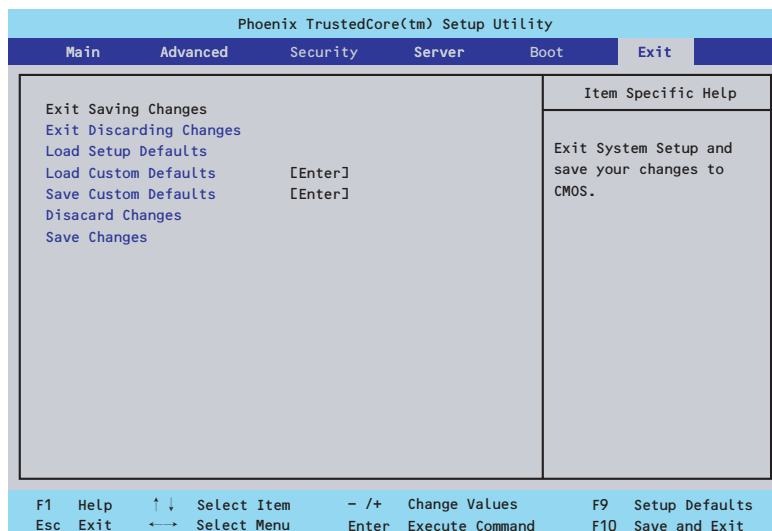 Phoenix TrustedCore(tm) Setup Utility
Main Advanced Security Server Boot Exit
Exit Saving Changes
Exit Discarding Changes
Load Setup Defaults
Load Custom Defaults [Enter]
Save Custom Defaults [Enter]
Disacard Changes
Save Changes
Item Specific Help
Exit System Setup and
save your changes to
CMOS.
F1 Help ↑↓ Select Item – /+ Change Values F9 Setup Defaults
Esc Exit ←→ Select Menu Enter Execute Command F10 Save and Exit